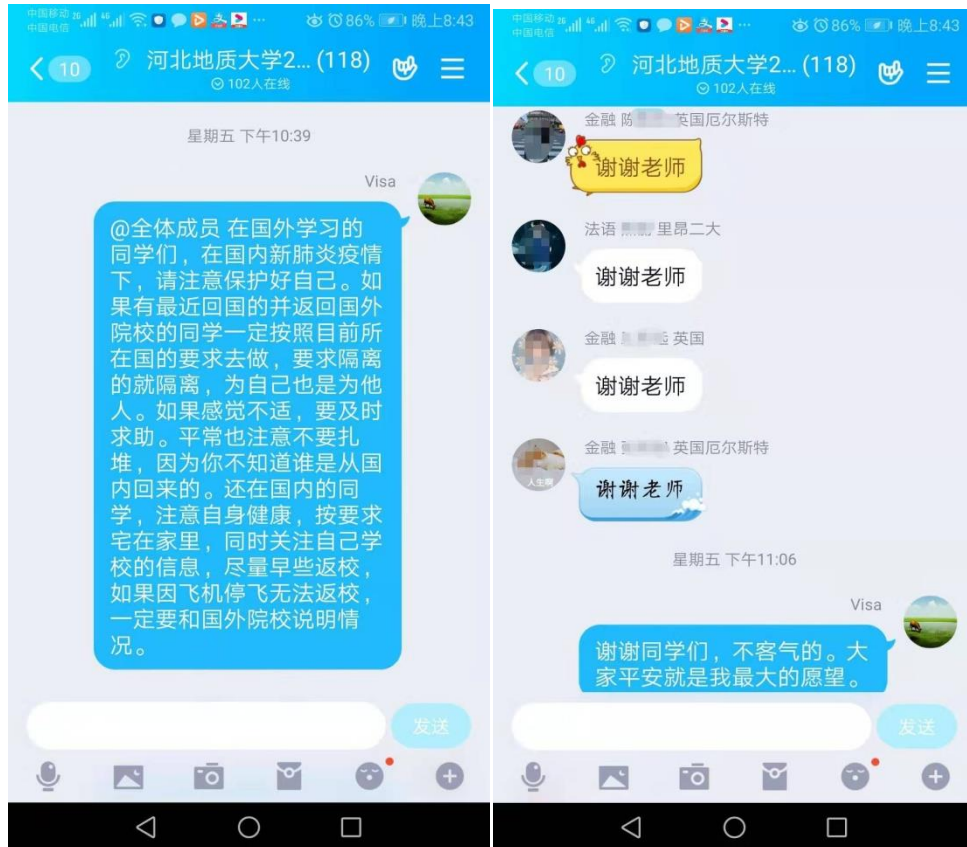 中国移动 2G 4G 86% 晚上8:43
中国电信
10 河北地质大学2... (118)
102人在线
星期五 下午10:39
Visa
@全体成员 在国外学习的
同学们，在国内新肺炎疫情
下，请注意保护好自己。如
果有最近回国的并返回国外
院校的同学一定按照目前所
在国的要求去做，要求隔离
的就隔离，为自己也是为他
人。如果感觉不适，要及时
求助。平常也注意不要扎
堆，因为你不知道谁是从国
内回来的。还在国内的同
学，注意自身健康，按要求
宅在家里，同时关注自己学
校的信息，尽量早些返校，
如果因飞机停飞无法返校，
一定要和国外院校说明情
况。
发送
中国移动 2G 4G 86% 晚上8:43
中国电信
10 河北地质大学2... (118)
102人在线
金融 陈 英国厄尔斯特
谢谢老师
法语 里昂二大
谢谢老师
金融 英国
谢谢老师
金融 英国厄尔斯特
人生啊
谢谢老师
星期五 下午11:06
Visa
谢谢同学们，不客气的。大
家平安就是我最大的愿望。
发送